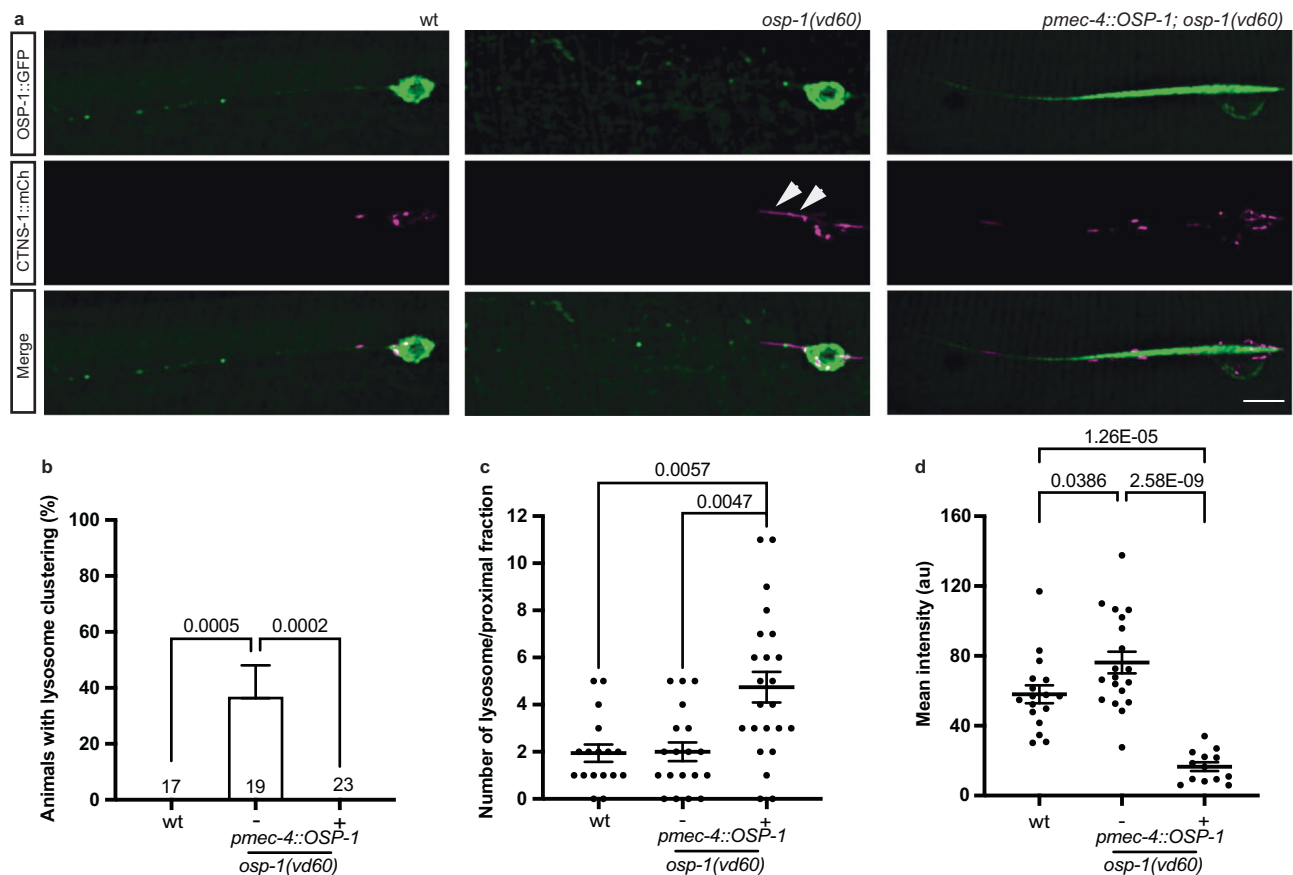 a
wt
osp-1(vd60)
pmec-4::OSP-1; osp-1(vd60)
OSP-1::GFP
CTNS-1::mCh
Merge
b
Animals with lysosome clustering (%)
100
80
60
40
20
0
0.0005
0.0002
17
19
23
wt
-
+
pmec-4::OSP-1
osp-1(vd60)
c
Number of lysosome/proximal fraction
12
10
8
6
4
2
0
0.0057
0.0047
wt
-
+
pmec-4::OSP-1
osp-1(vd60)
d
Mean intensity (au)
160
120
80
40
0
1.26E-05
0.0386
2.58E-09
wt
-
+
pmec-4::OSP-1
osp-1(vd60)